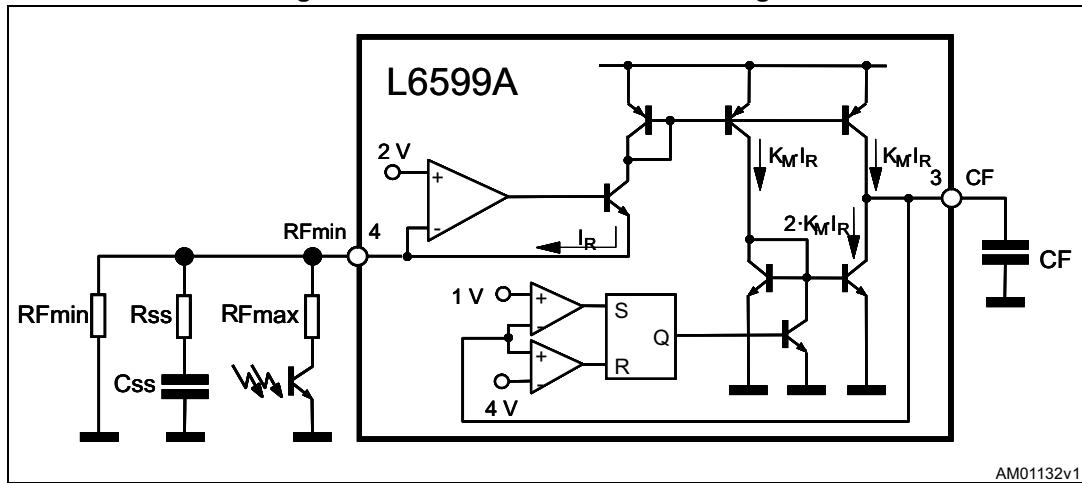 L6599A
2 V
+
-
K_M·I_R
K_M·I_R
3
CF
RFmin
4
I_R
2·K_M·I_R
CF
RFmin
Rss
RFmax
1 V
+
-
S
Q
Css
+
-
R
4 V
AM01132v1